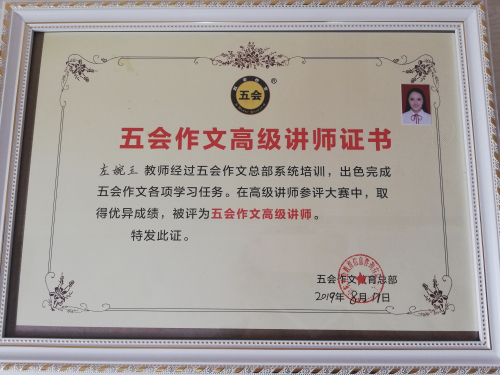 五会
®
五会作文高级讲师证书
左婉玉 教师经过五会作文总部系统培训，出色完成
五会作文各项学习任务。在高级讲师参评大赛中，取
得优异成绩，被评为五会作文高级讲师。
特发此证。
五会作文教育总部
2019年 8月 17日